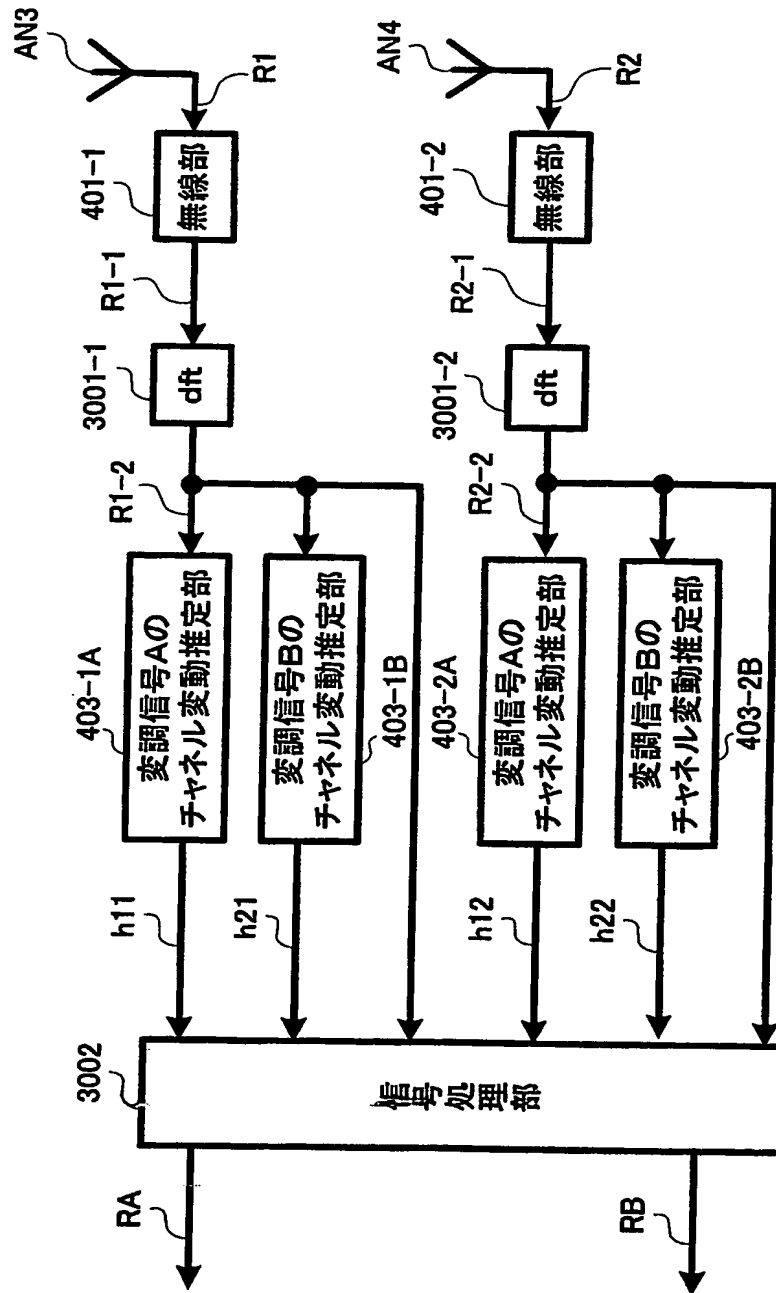 AN3
R1
401-1
無線部
R1-1
3001-1
dft
R1-2
403-1A
変調信号Aの
チャネル変動推定部
変調信号Bの
チャネル変動推定部
403-1B
h11
h21
AN4
R2
401-2
無線部
R2-1
3001-2
dft
R2-2
403-2A
変調信号Aの
チャネル変動推定部
変調信号Bの
チャネル変動推定部
403-2B
h12
h22
3002
信号処理部
RA
RB